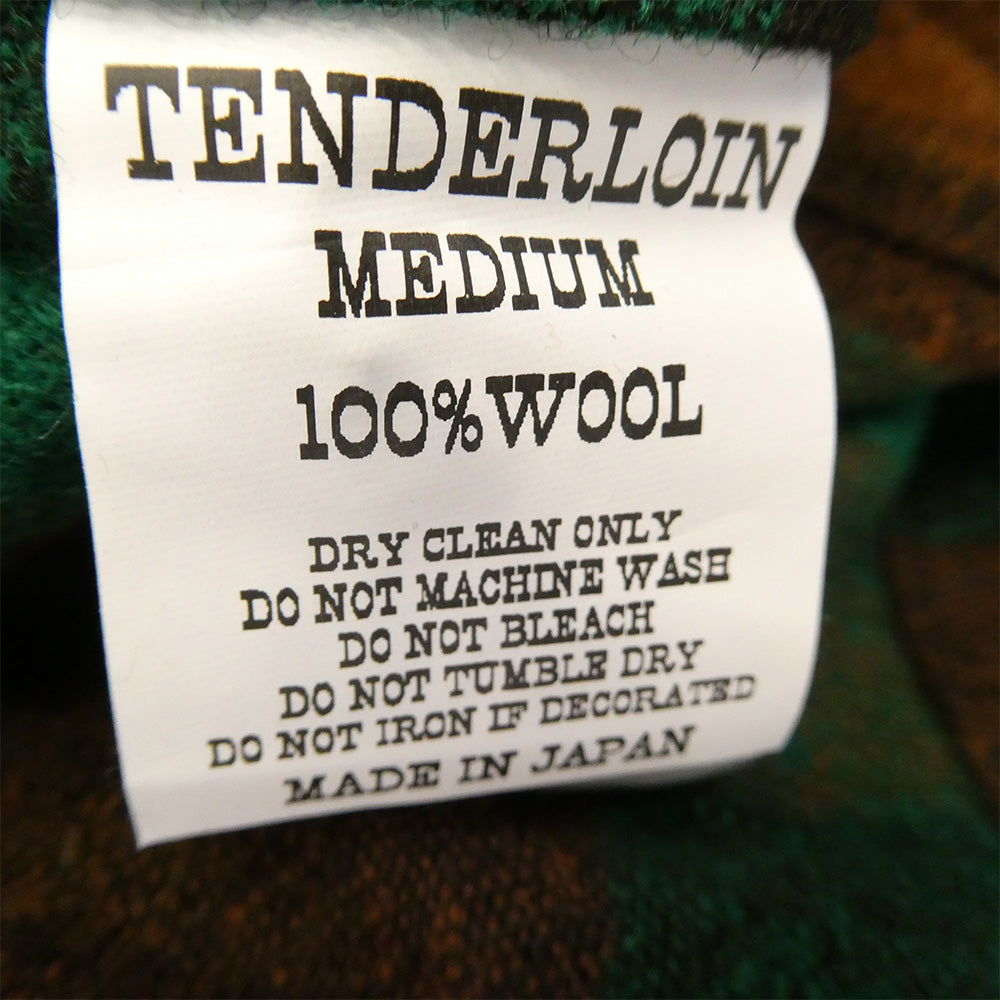 TENDERLOIN
MEDIUM
100% WOOL
DRY CLEAN ONLY
DO NOT MACHINE WASH
DO NOT BLEACH
DO NOT TUMBLE DRY
DO NOT IRON IF DECORATED
MADE IN JAPAN